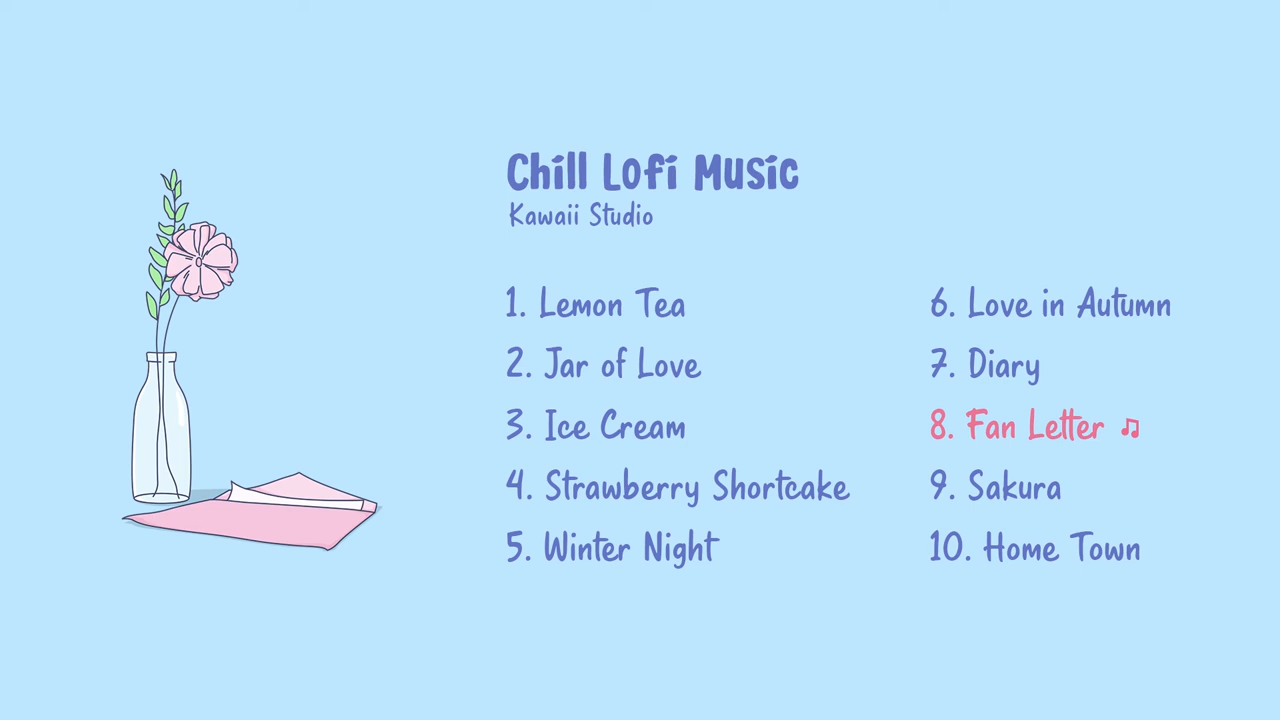 Chill Lofi Music
Kawaii Studio
1. Lemon Tea
2. Jar of Love
3. Ice Cream
4. Strawberry Shortcake
5. Winter Night
6. Love in Autumn
7. Diary
8. Fan Letter ♫
9. Sakura
10. Home Town